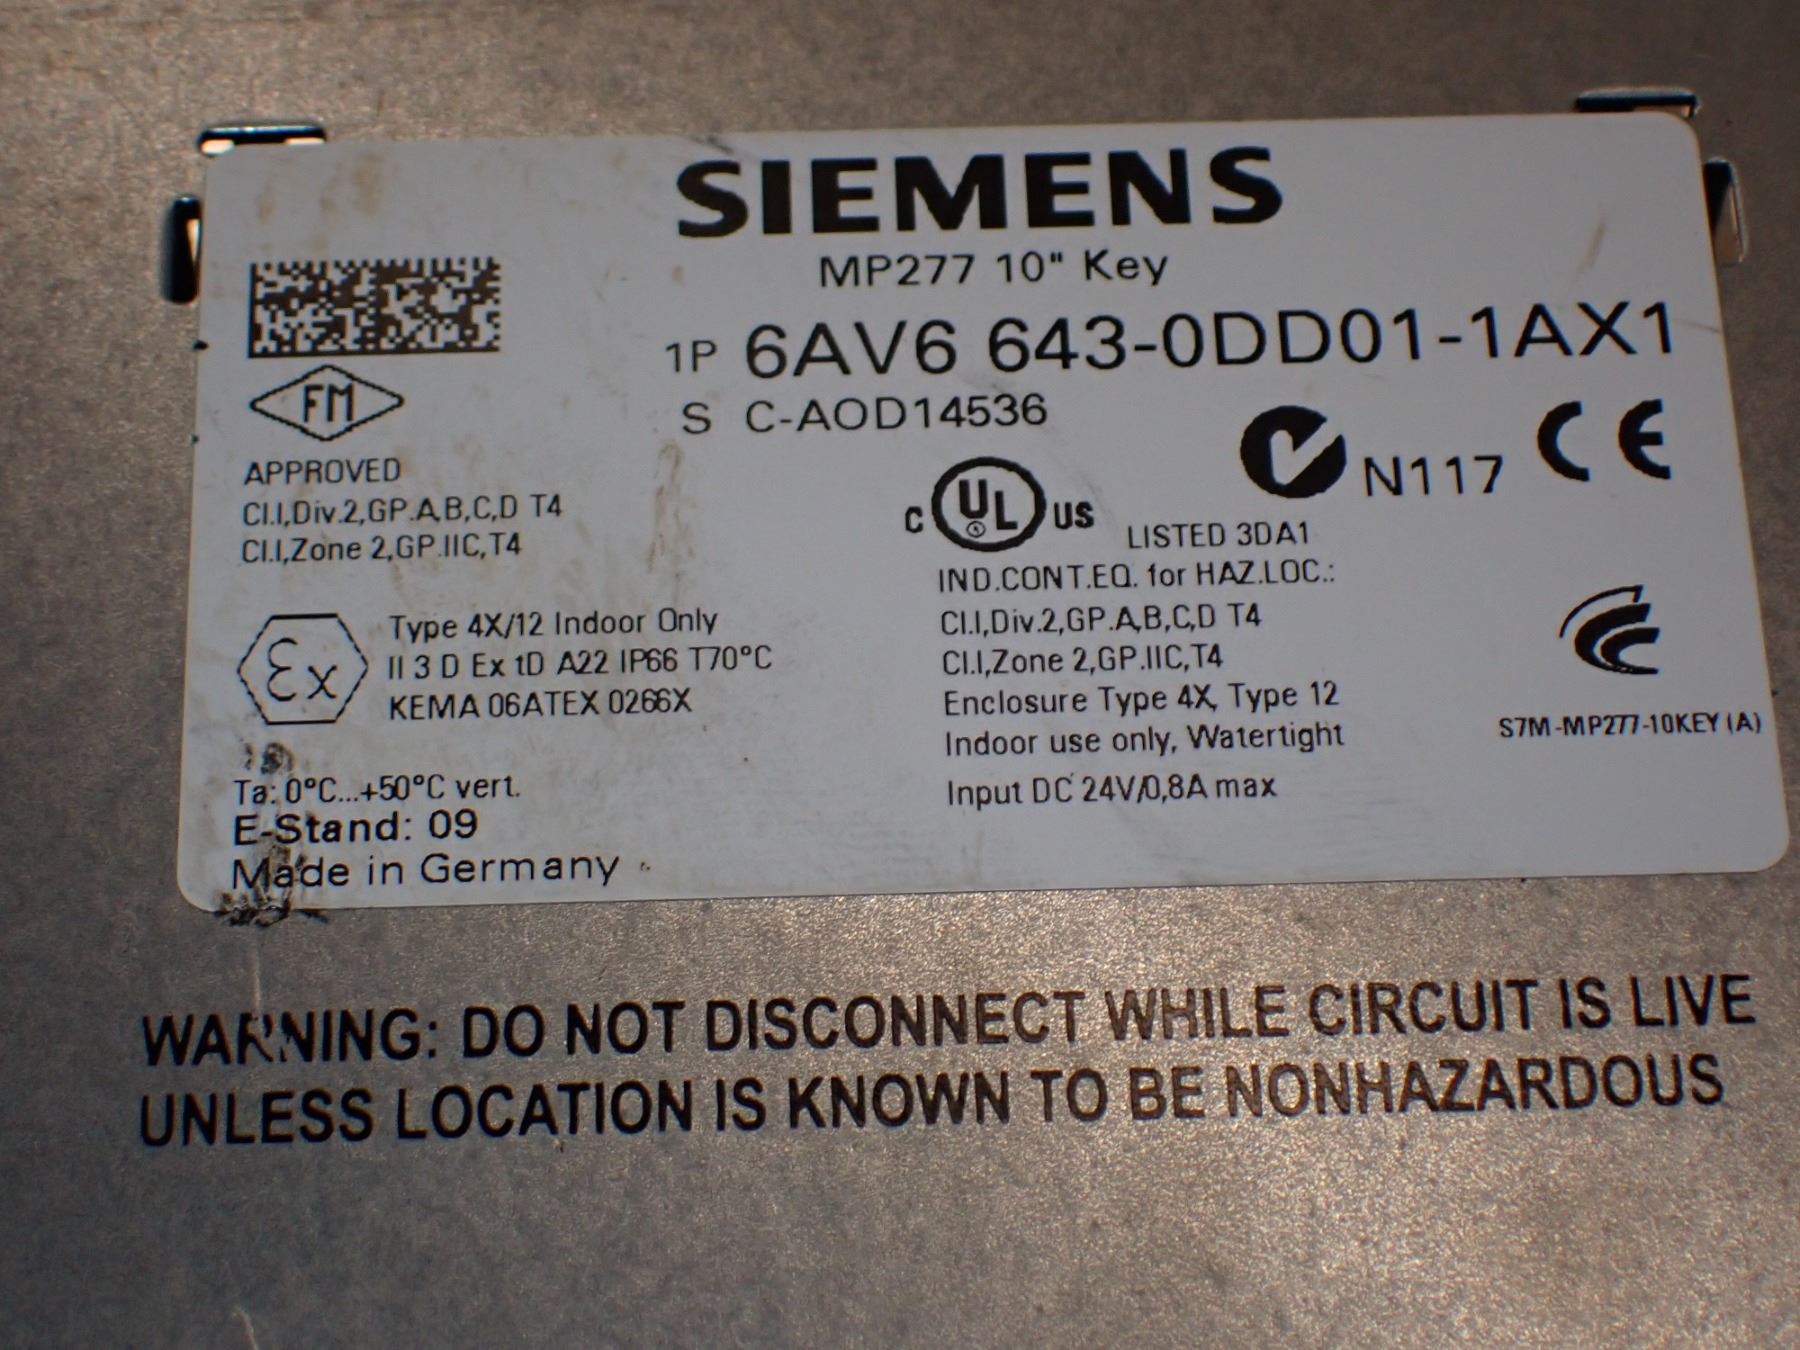 SIEMENS
MP277 10" Key
1P 6AV6 643-0DD01-1AX1
S C-AOD14536
FM
APPROVED
Cl.I,Div.2,GP.A,B,C,D T4
Cl.I,Zone 2,GP.IIC,T4
N117 CE
C UL US LISTED 3DA1
IND.CONT.EQ. for HAZ.LOC.:
Cl.I,Div.2,GP.A,B,C,D T4
Cl.I,Zone 2,GP.IIC,T4
Enclosure Type 4X, Type 12
Indoor use only, Watertight
Input DC 24V/0,8A max
Ex
Type 4X/12 Indoor Only
II 3 D Ex tD A22 IP66 T70°C
KEMA 06ATEX 0266X
S7M-MP277-10KEY (A)
Ta: 0°C...+50°C vert.
E-Stand: 09
Made in Germany
WARNING: DO NOT DISCONNECT WHILE CIRCUIT IS LIVE
UNLESS LOCATION IS KNOWN TO BE NONHAZARDOUS